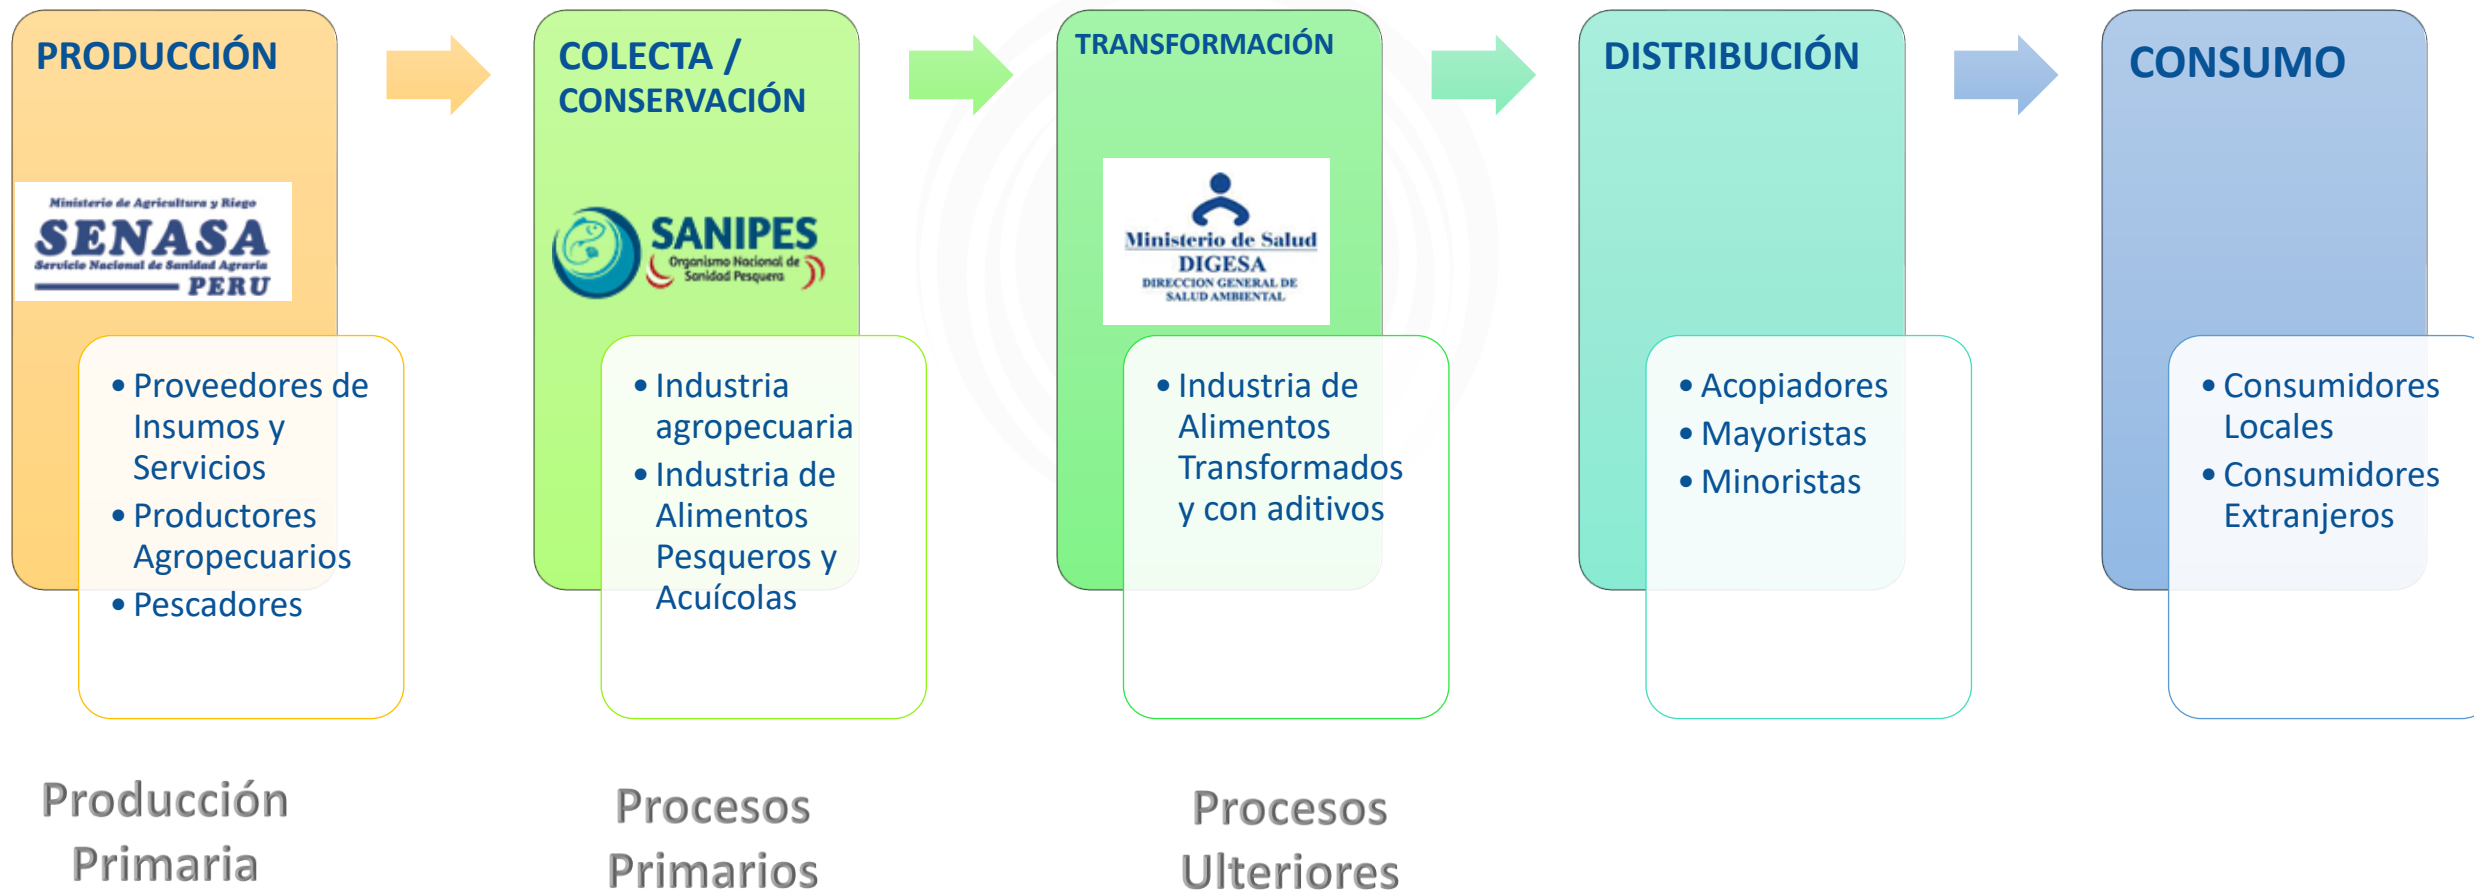 PRODUCCIÓN
Ministerio de Agricultura y Riego
SENASA
Servicio Nacional de Sanidad Agraria
PERU
• Proveedores de
Insumos y
Servicios
• Productores
Agropecuarios
• Pescadores
Producción
Primaria
COLECTA /
CONSERVACIÓN
SANIPES
Organismo Nacional de
Sanidad Pesquera
• Industria
agropecuaria
• Industria de
Alimentos
Pesqueros y
Acuícolas
Procesos
Primarios
TRANSFORMACIÓN
Ministerio de Salud
DIGESA
DIRECCION GENERAL DE
SALUD AMBIENTAL
• Industria de
Alimentos
Transformados
y con aditivos
Procesos
Ulteriores
DISTRIBUCIÓN
• Acopiadores
• Mayoristas
• Minoristas
CONSUMO
• Consumidores
Locales
• Consumidores
Extranjeros